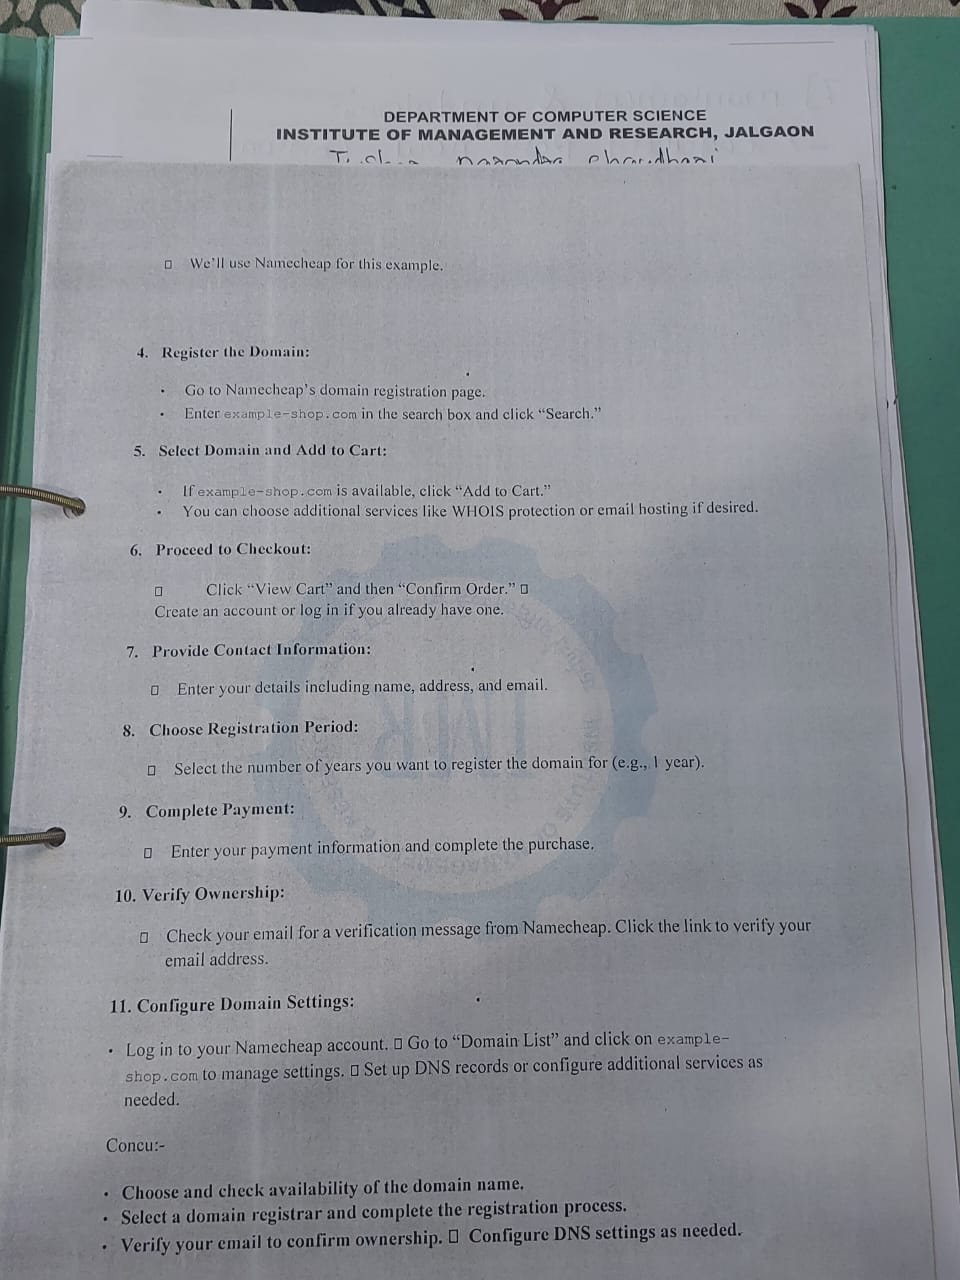 DEPARTMENT OF COMPUTER SCIENCE
INSTITUTE OF MANAGEMENT AND RESEARCH, JALGAON
We'll use Namecheap for this example.
4. Register the Domain:
• Go to Namecheap's domain registration page.
• Enter example-shop.com in the search box and click “Search.”
5. Select Domain and Add to Cart:
• If example-shop.com is available, click “Add to Cart.”
• You can choose additional services like WHOIS protection or email hosting if desired.
6. Proceed to Checkout:
Click “View Cart” and then “Confirm Order.”
Create an account or log in if you already have one.
7. Provide Contact Information:
Enter your details including name, address, and email.
8. Choose Registration Period:
Select the number of years you want to register the domain for (e.g., 1 year).
9. Complete Payment:
Enter your payment information and complete the purchase.
10. Verify Ownership:
Check your email for a verification message from Namecheap. Click the link to verify your
email address.
11. Configure Domain Settings:
• Log in to your Namecheap account. Go to “Domain List” and click on example-
shop.com to manage settings. Set up DNS records or configure additional services as
needed.
Concu:-
• Choose and check availability of the domain name.
• Select a domain registrar and complete the registration process.
• Verify your email to confirm ownership. Configure DNS settings as needed.